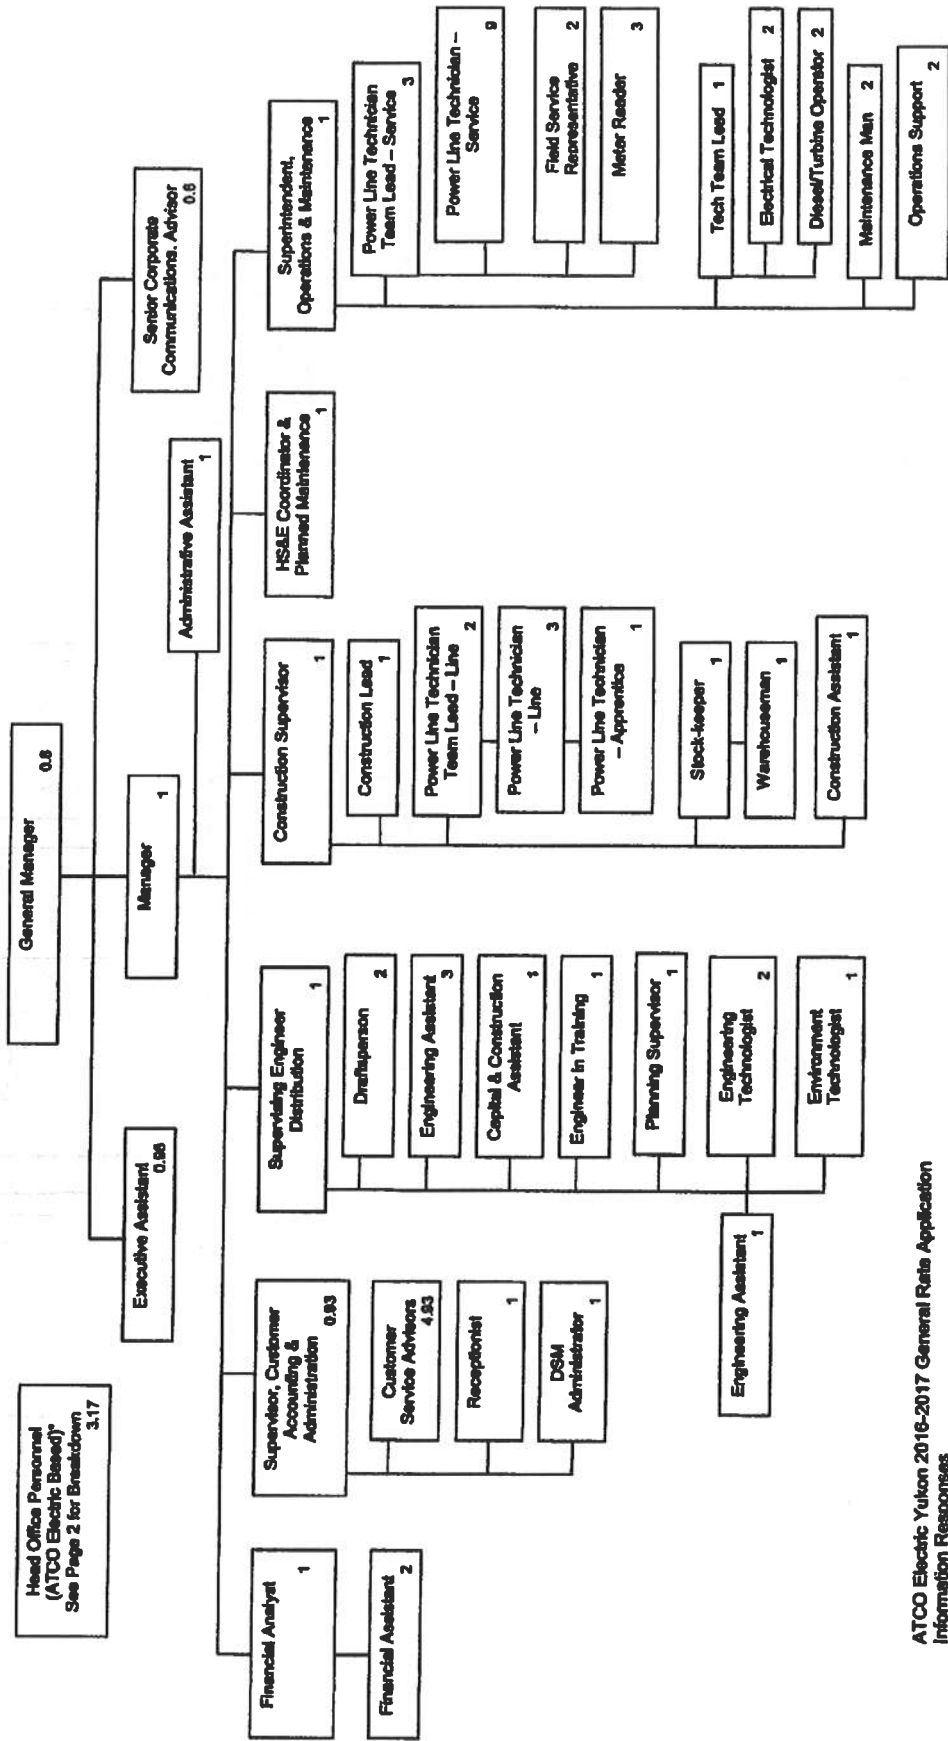 General Manager
0.8
Head Office Personnel
(ATCO Electric Based)*
See Page 2 for Breakdown
3.17
Executive Assistant
0.96
Manager
1
Senior Corporate
Communications. Advisor
0.6
Administrative Assistant
1
Financial Analyst
1
Financial Assistant
2
Supervisor, Customer
Accounting &
Administration
0.93
Customer
Service Advisors
4.93
Receptionist
1
DSM
Administrator
1
Supervising Engineer
Distribution
1
Draftsperson
2
Engineering Assistant
3
Capital & Construction
Assistant
1
Engineer in Training
1
Planning Supervisor
1
Engineering
Technologist
2
Engineering Assistant
1
Environment
Technologist
1
Construction Supervisor
1
Construction Lead
1
Power Line Technician
Team Lead – Line
2
Power Line Technician
– Line
3
Power Line Technician
– Apprentice
1
Stock-keeper
1
Warehouseman
1
Construction Assistant
1
HS&E Coordinator &
Planned Maintenance
1
Superintendent,
Operations & Maintenance
1
Power Line Technician
Team Lead – Service
3
Power Line Technician –
Service
9
Field Service
Representative
2
Meter Reader
3
Tech Team Lead 1
Electrical Technologist 2
Diesel/Turbine Operator 2
Maintenance Man 2
Operations Support
2
ATCO Electric Yukon 2016-2017 General Rate Application
Information Responses